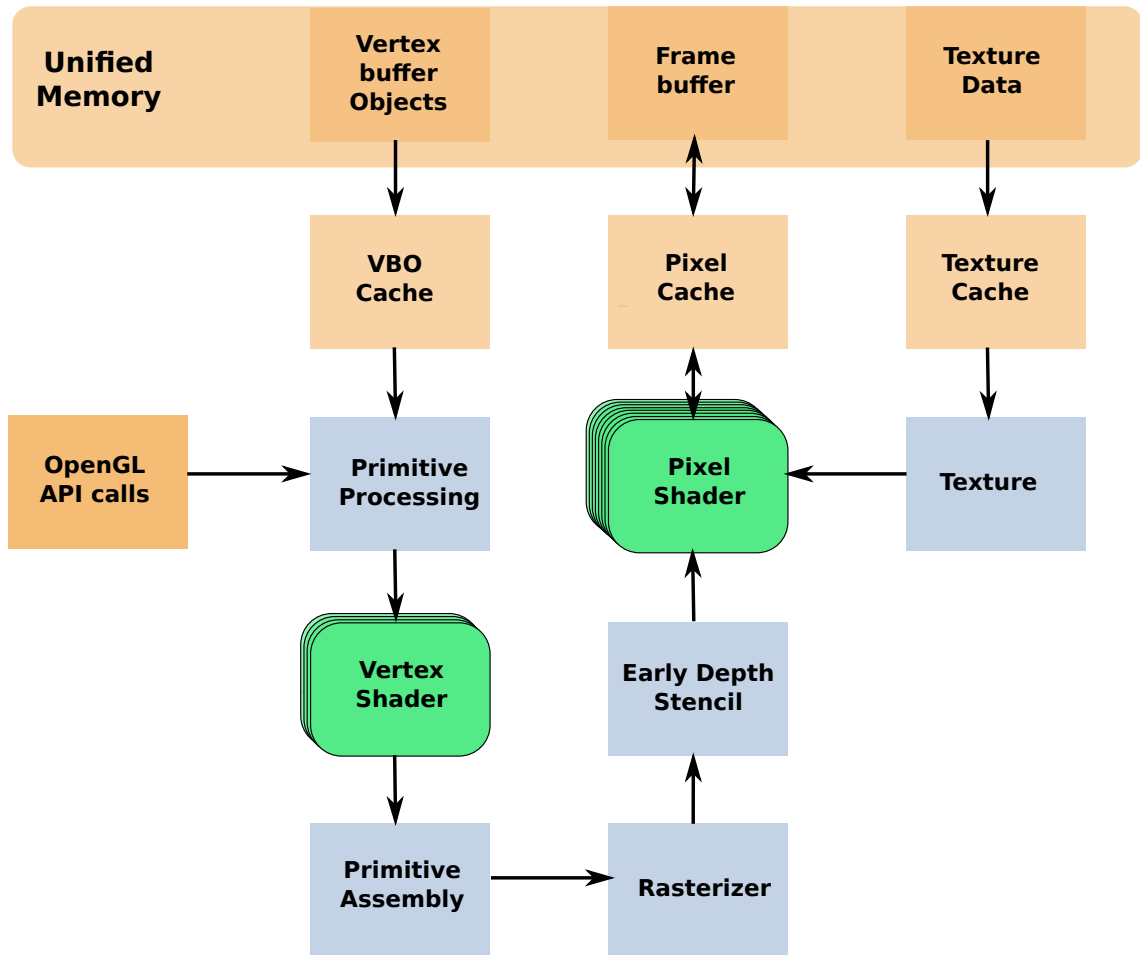 Unified
Memory
Vertex
buffer
Objects
Frame
buffer
Texture
Data
VBO
Cache
Pixel
Cache
Texture
Cache
OpenGL
API calls
Primitive
Processing
Pixel
Shader
Texture
Vertex
Shader
Early Depth
Stencil
Primitive
Assembly
Rasterizer